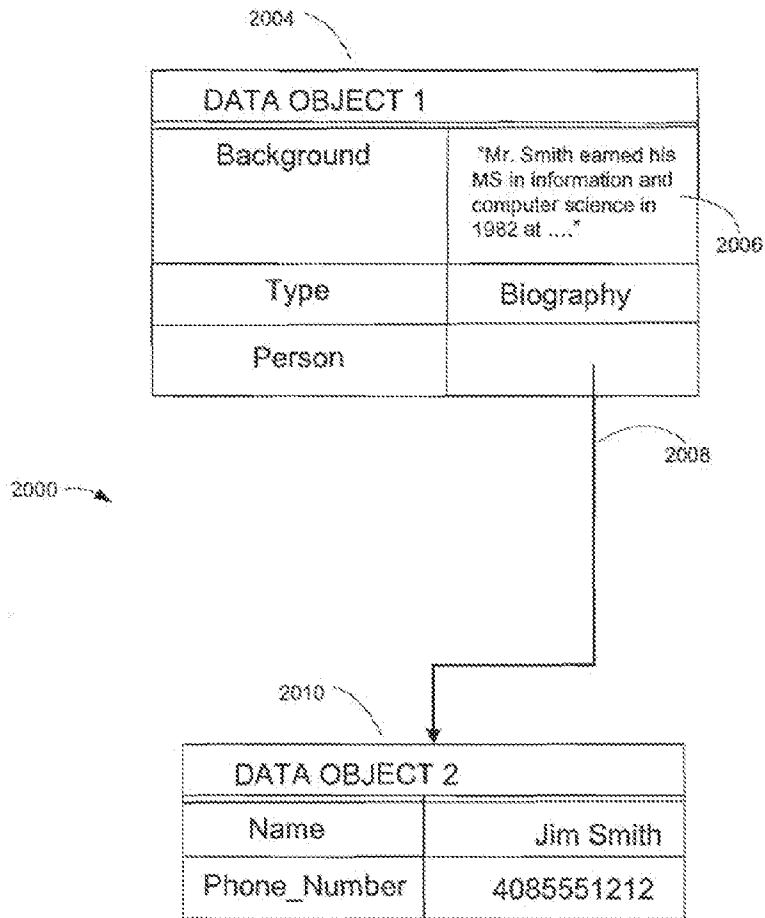 2004
DATA OBJECT 1
Background
"Mr. Smith earned his
MS in information and
computer science in
1982 at ...."
2006
Type
Biography
Person
2008
2000
2010
DATA OBJECT 2
Name
Jim Smith
Phone_Number
4085551212